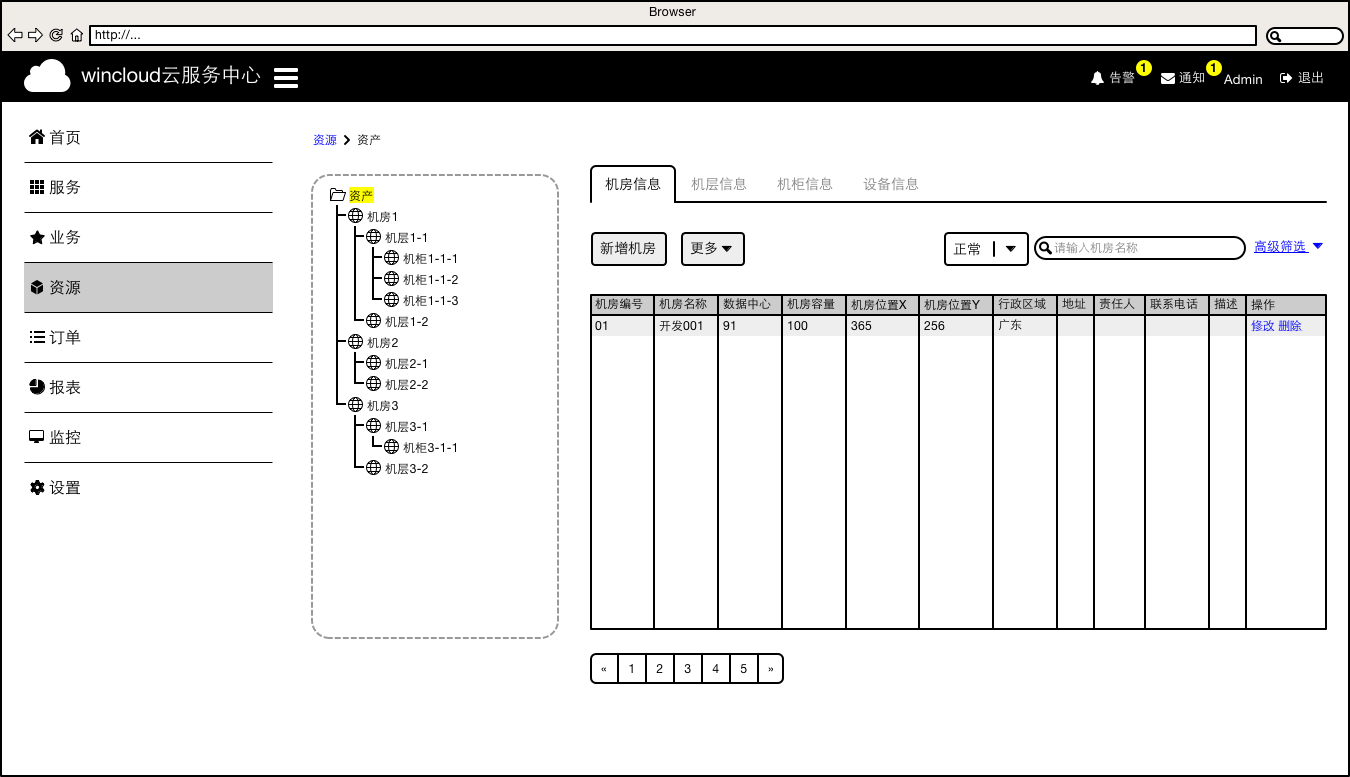 Browser
http://...
wincloud云服务中心
告警 1 通知 1 Admin 退出
首页
服务
业务
资源
订单
报表
监控
设置
资源 资产
资产
机房1
机层1-1
机柜1-1-1
机柜1-1-2
机柜1-1-3
机层1-2
机房2
机层2-1
机层2-2
机房3
机层3-1
机柜3-1-1
机层3-2
机房信息 机层信息 机柜信息 设备信息
新增机房 更多 正常 请输入机房名称 高级筛选
机房编号 机房名称 数据中心 机房容量 机房位置X 机房位置Y 行政区域 地址 责任人 联系电话 描述 操作
01 开发001 91 100 365 256 广东 修改 删除
« 1 2 3 4 5 »